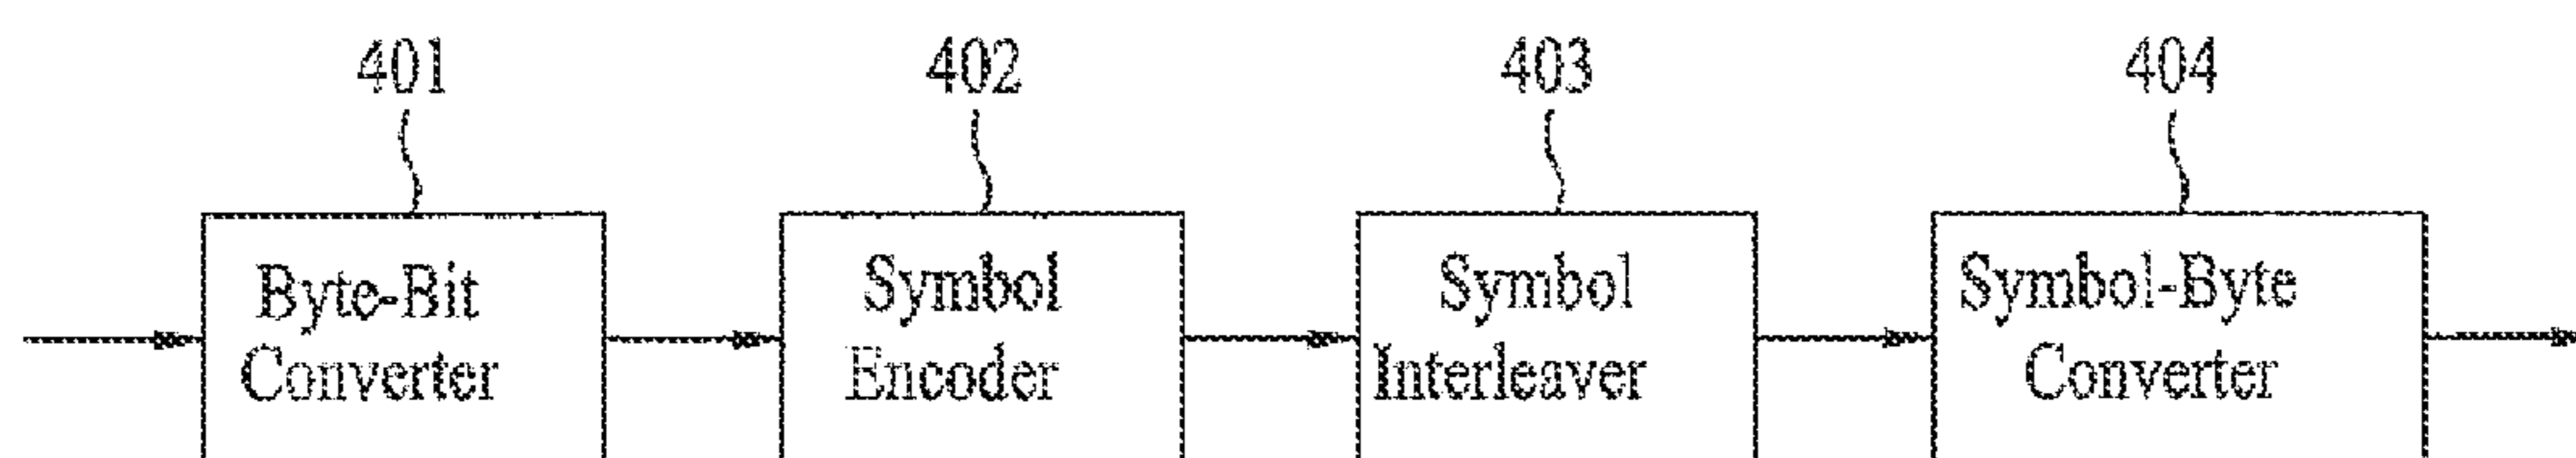 401
402
403
404
Byte-Bit
Converter
Symbol
Encoder
Symbol
Interleaver
Symbol-Byte
Converter